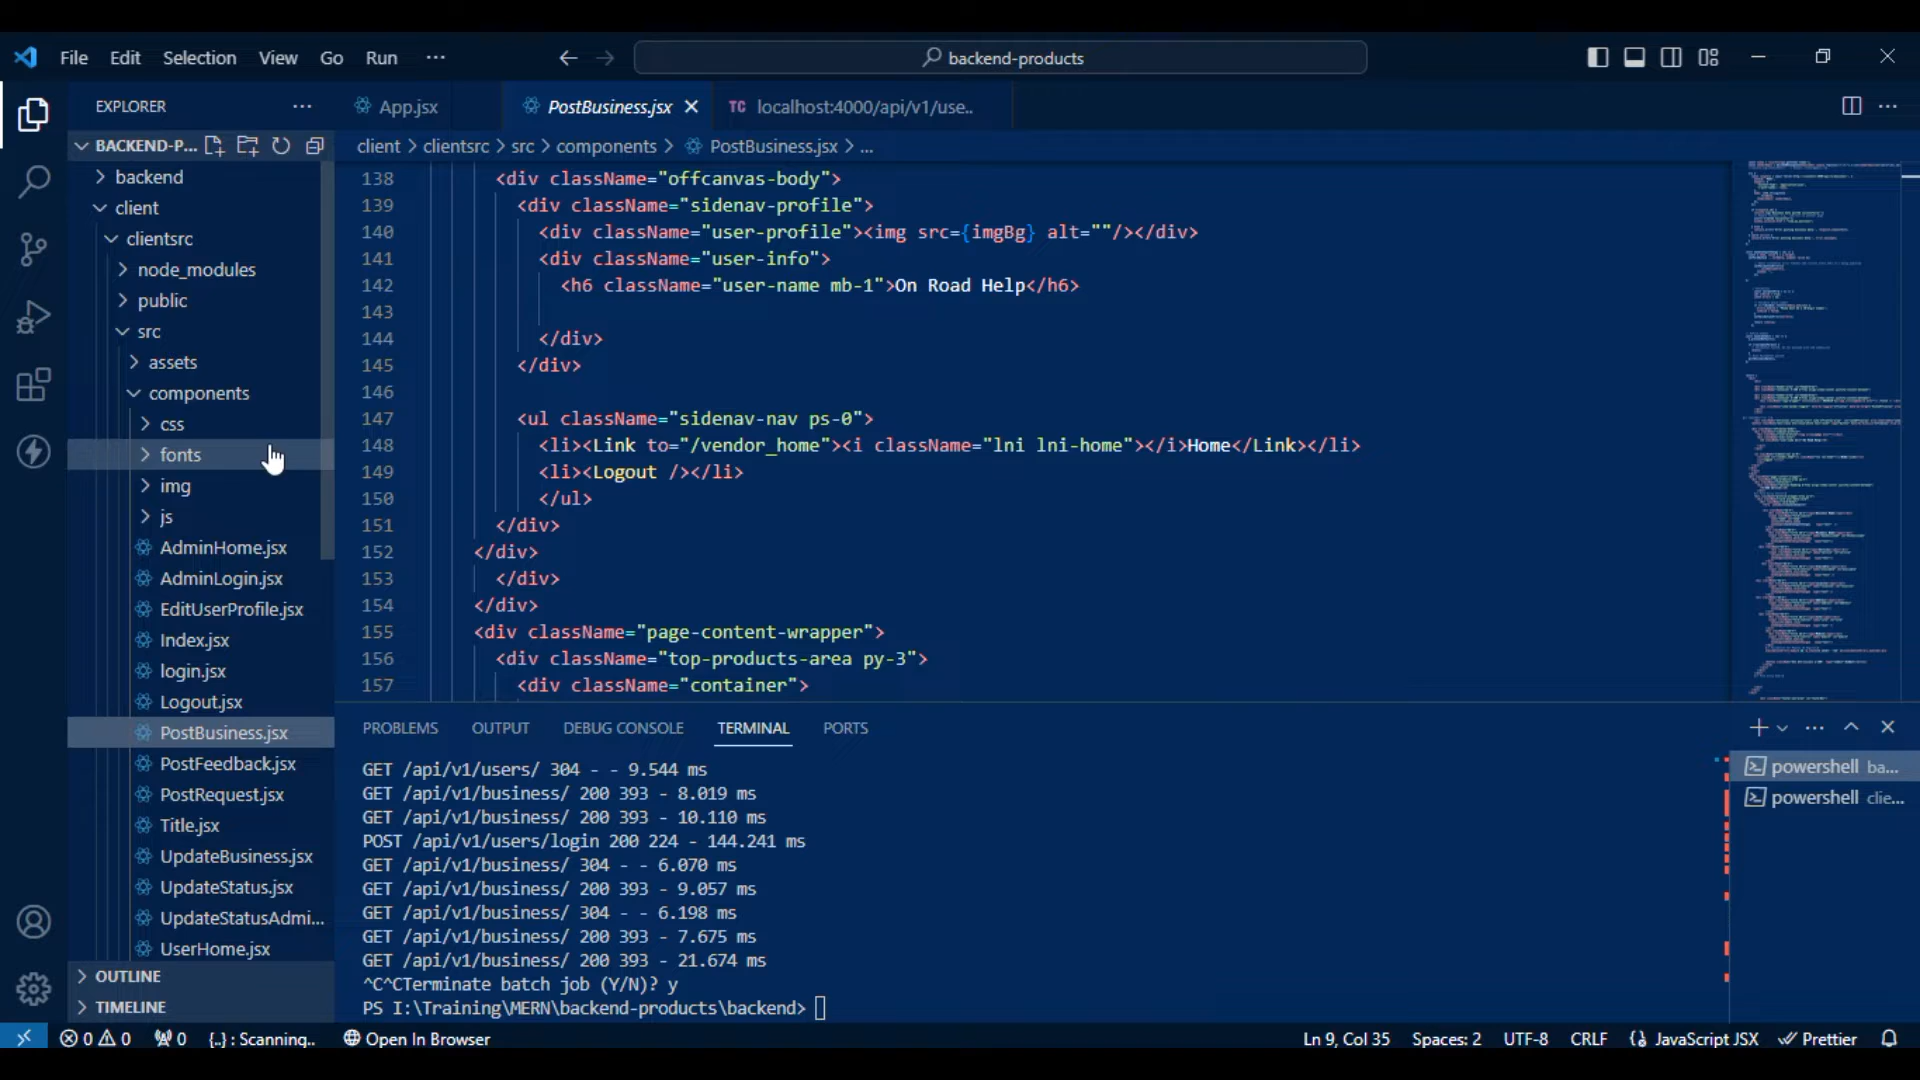 File Edit Selection View Go Run ··· backend-products
EXPLORER ···
App.jsx PostBusiness.jsx TC localhost:4000/api/v1/use.. ···
BACKEND-P...
client > clientsrc > src > components > PostBusiness.jsx > ...
backend
client
clientsrc
node_modules
public
src
assets
components
css
fonts
img
js
AdminHome.jsx
AdminLogin.jsx
EditUserProfile.jsx
Index.jsx
login.jsx
Logout.jsx
PostBusiness.jsx
PostFeedback.jsx
PostRequest.jsx
Title.jsx
UpdateBusiness.jsx
UpdateStatus.jsx
UpdateStatusAdmi...
UserHome.jsx
OUTLINE
TIMELINE
138 <div className="offcanvas-body">
139 <div className="sidenav-profile">
140 <div className="user-profile"><img src={imgBg} alt=""/></div>
141 <div className="user-info">
142 <h6 className="user-name mb-1">On Road Help</h6>
143
144 </div>
145 </div>
146
147 <ul className="sidenav-nav ps-0">
148 <li><Link to="/vendor_home"><i className="lni lni-home"></i>Home</Link></li>
149 <li><Logout /></li>
150 </ul>
151 </div>
152 </div>
153 </div>
154 </div>
155 <div className="page-content-wrapper">
156 <div className="top-products-area py-3">
157 <div className="container">
PROBLEMS OUTPUT DEBUG CONSOLE TERMINAL PORTS
GET /api/v1/users/ 304 - - 9.544 ms
GET /api/v1/business/ 200 393 - 8.019 ms
GET /api/v1/business/ 200 393 - 10.110 ms
POST /api/v1/users/login 200 224 - 144.241 ms
GET /api/v1/business/ 304 - - 6.070 ms
GET /api/v1/business/ 200 393 - 9.057 ms
GET /api/v1/business/ 304 - - 6.198 ms
GET /api/v1/business/ 200 393 - 7.675 ms
GET /api/v1/business/ 200 393 - 21.674 ms
^C^CTerminate batch job (Y/N)? y
PS I:\Training\MERN\backend-products\backend>
powershell ba...
powershell clie...
0 0 0 {..} : Scanning.. Open In Browser Ln 9, Col 35 Spaces: 2 UTF-8 CRLF JavaScript JSX Prettier